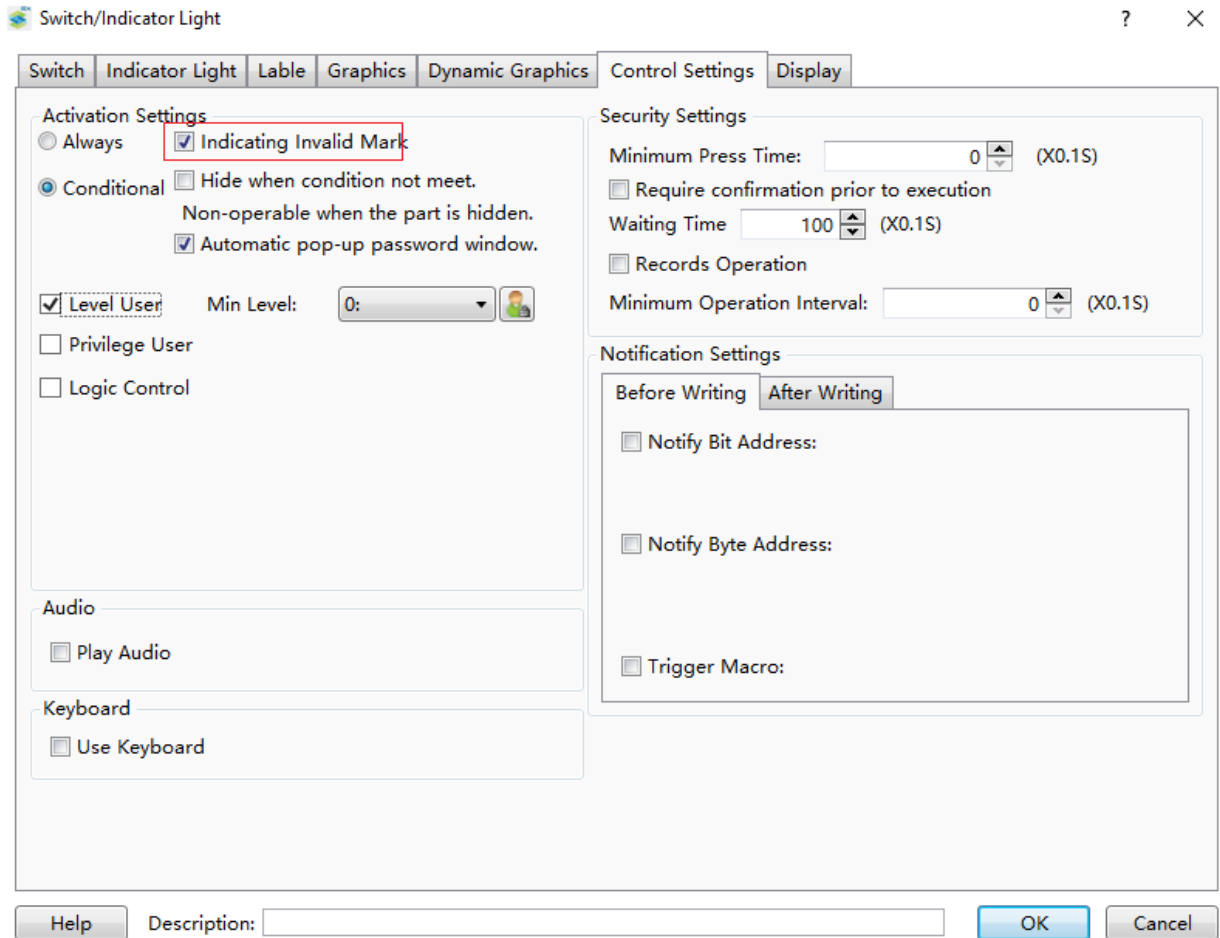 Switch/Indicator Light
?
Switch
Indicator Light
Lable
Graphics
Dynamic Graphics
Control Settings
Display
Activation Settings
Always
Indicating Invalid Mark
Conditional
Hide when condition not meet.
Non-operable when the part is hidden.
Automatic pop-up password window.
Level User
Min Level:
0:
Privilege User
Logic Control
Audio
Play Audio
Keyboard
Use Keyboard
Security Settings
Minimum Press Time:
0
(X0.1S)
Require confirmation prior to execution
Waiting Time
100
(X0.1S)
Records Operation
Minimum Operation Interval:
0
(X0.1S)
Notification Settings
Before Writing
After Writing
Notify Bit Address:
Notify Byte Address:
Trigger Macro:
Help
Description:
OK
Cancel